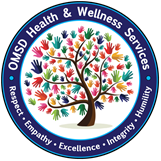 OMSD Health & Wellness Services
Respect • Empathy • Excellence • Integrity • Humility